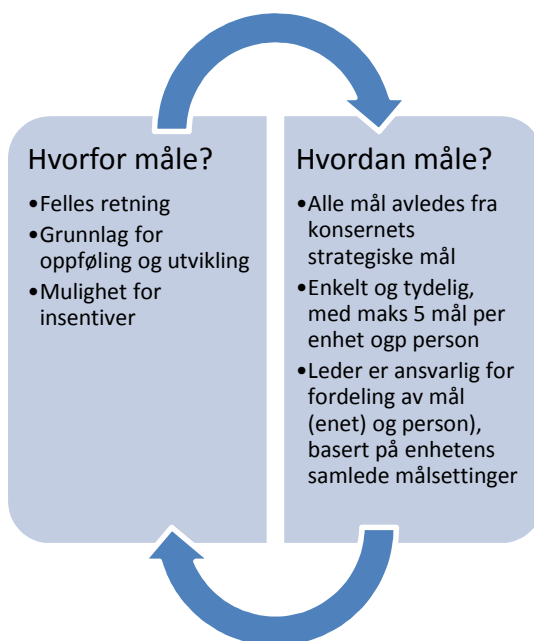 Hvorfor måle?
•Felles retning
•Grunnlag for
oppføling og utvikling
•Mulighet for
insentiver
Hvordan måle?
•Alle mål avledes fra
konsernets
strategiske mål
•Enkelt og tydelig,
med maks 5 mål per
enhet ogp person
•Leder er ansvarlig for
fordeling av mål
(enet) og person),
basert på enhetens
samlede målsettinger